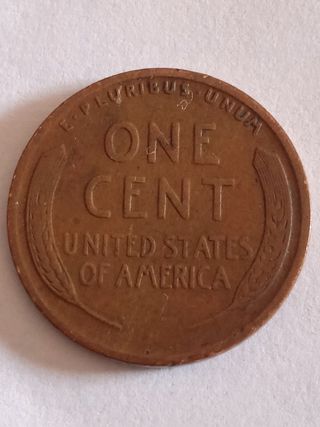 E·PLURIBUS·UNUM
ONE
CENT
UNITED STATES
OF AMERICA